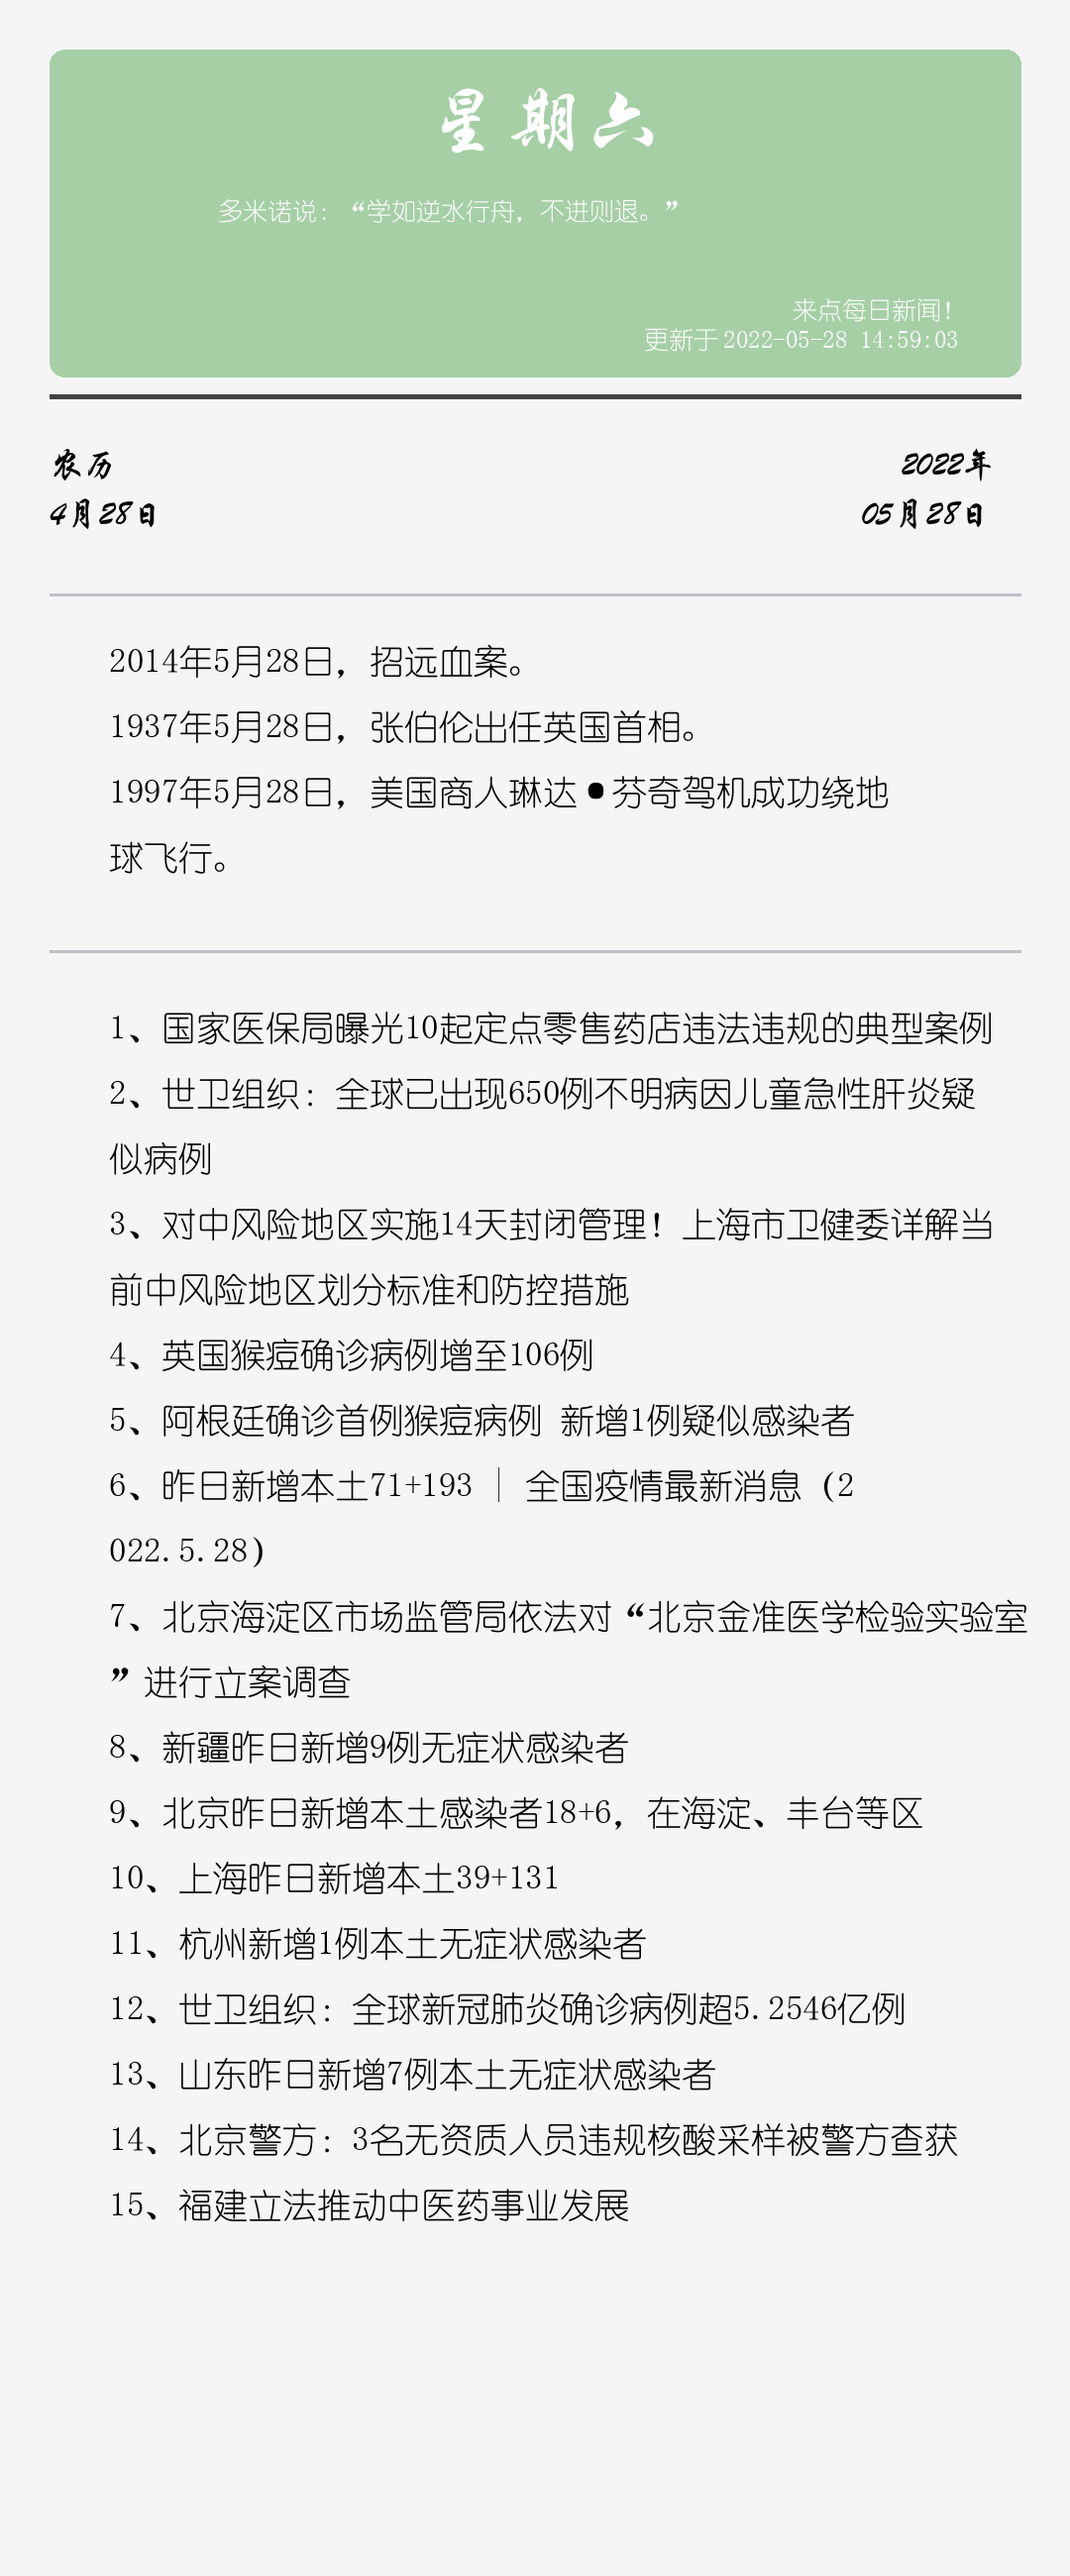 星期六
多米诺说：“学如逆水行舟，不进则退。”
来点每日新闻！
更新于 2022-05-28 14:59:03
农历
4月28日
2022年
05月28日
2014年5月28日，招远血案。
1937年5月28日，张伯伦出任英国首相。
1997年5月28日，美国商人琳达•芬奇驾机成功绕地
球飞行。
1、国家医保局曝光10起定点零售药店违法违规的典型案例
2、世卫组织：全球已出现650例不明病因儿童急性肝炎疑
似病例
3、对中风险地区实施14天封闭管理！上海市卫健委详解当
前中风险地区划分标准和防控措施
4、英国猴痘确诊病例增至106例
5、阿根廷确诊首例猴痘病例 新增1例疑似感染者
6、昨日新增本土71+193 ｜ 全国疫情最新消息（2
022.5.28）
7、北京海淀区市场监管局依法对“北京金准医学检验实验室
”进行立案调查
8、新疆昨日新增9例无症状感染者
9、北京昨日新增本土感染者18+6，在海淀、丰台等区
10、上海昨日新增本土39+131
11、杭州新增1例本土无症状感染者
12、世卫组织：全球新冠肺炎确诊病例超5.2546亿例
13、山东昨日新增7例本土无症状感染者
14、北京警方：3名无资质人员违规核酸采样被警方查获
15、福建立法推动中医药事业发展